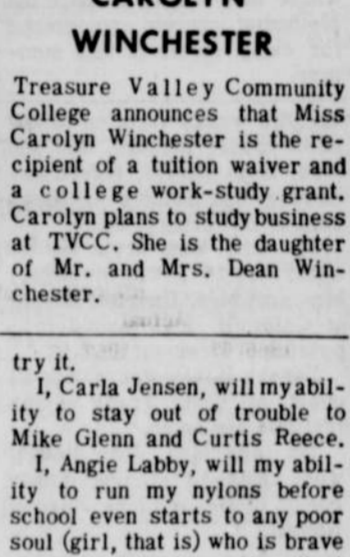 CAROLYN
WINCHESTER
Treasure Valley Community
College announces that Miss
Carolyn Winchester is the re-
cipient of a tuition waiver and
a college work-study grant.
Carolyn plans to study business
at TVCC. She is the daughter
of Mr. and Mrs. Dean Win-
chester.
try it.
I, Carla Jensen, will my abil-
ity to stay out of trouble to
Mike Glenn and Curtis Reece.
I, Angie Labby, will my abil-
ity to run my nylons before
school even starts to any poor
soul (girl, that is) who is brave